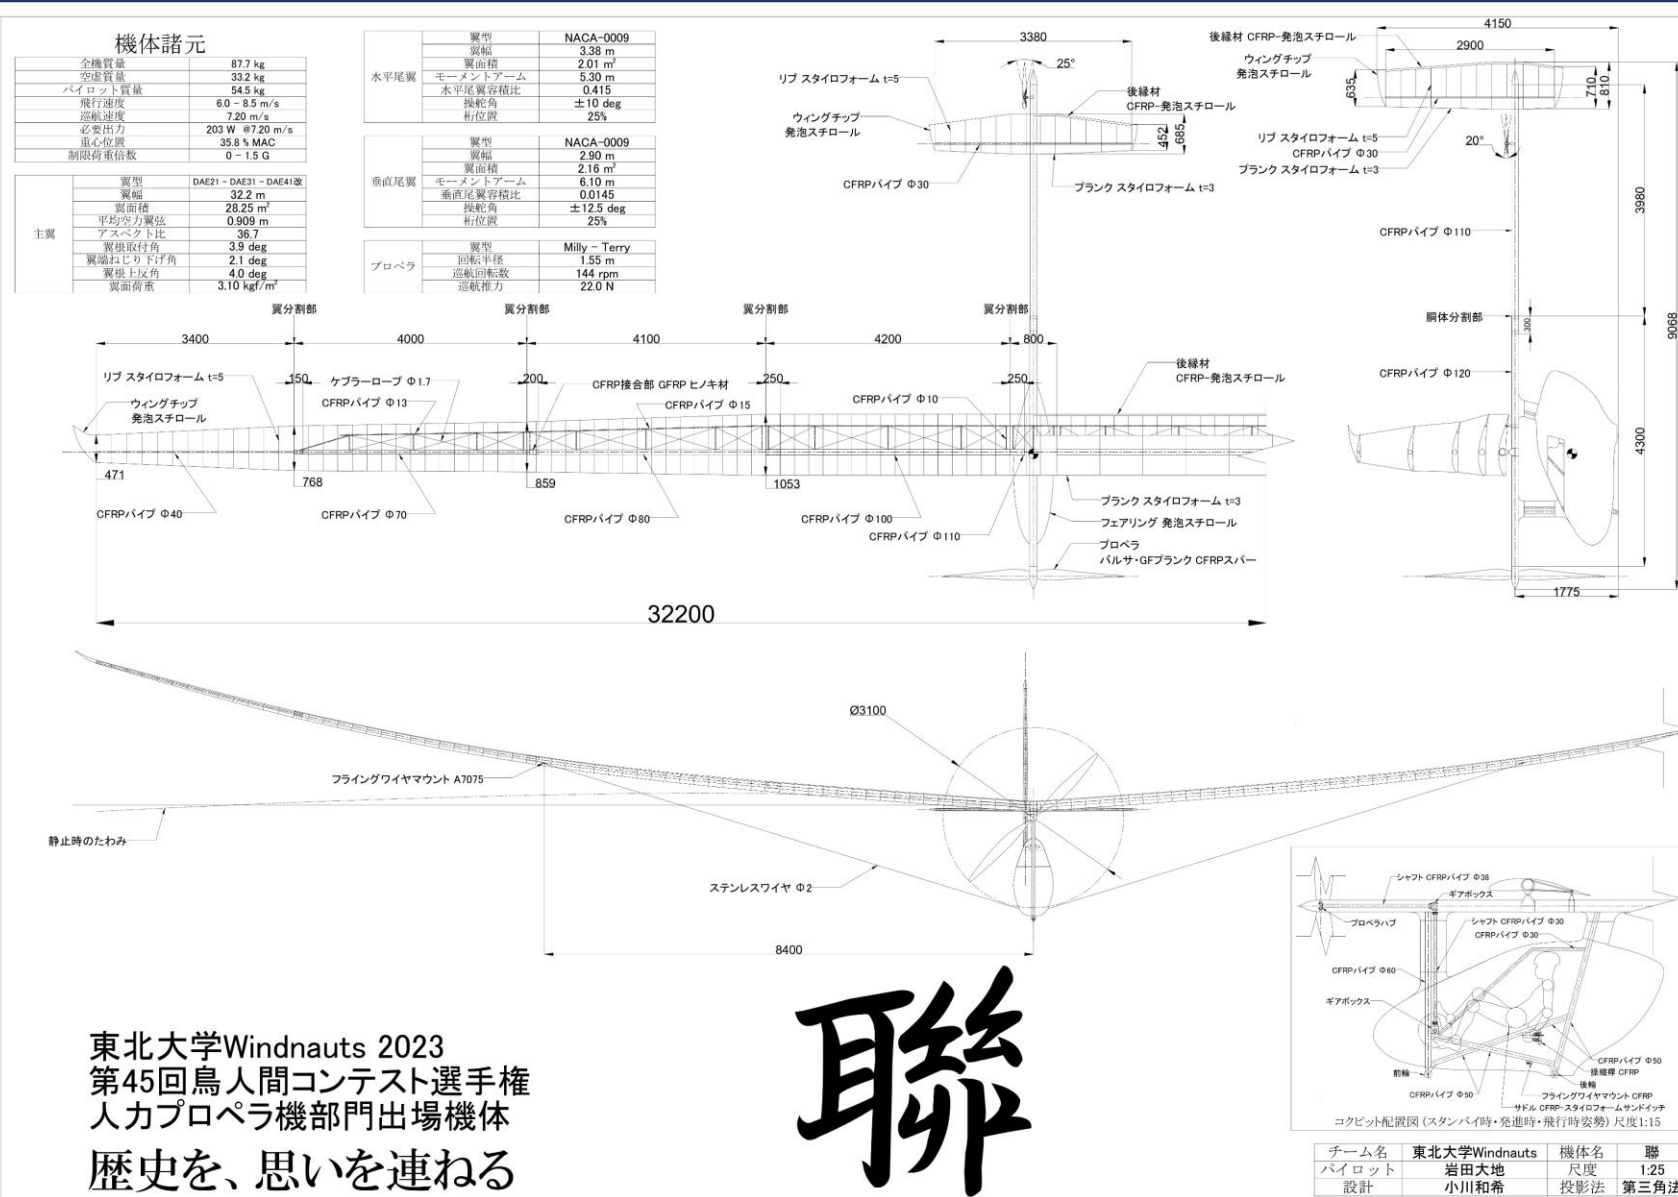 機体諸元
全機質量 87.7 kg
空虚質量 33.2 kg
パイロット質量 54.5 kg
飛行速度 6.0 - 8.5 m/s
巡航速度 7.20 m/s
必要出力 203 W @7.20 m/s
重心位置 35.8 % MAC
制限荷重倍数 0 - 1.5 G
主翼
翼型 DAE21 - DAE31 - DAE41改
翼幅 32.2 m
翼面積 28.25 m²
平均空力翼弦 0.909 m
アスペクト比 36.7
翼根取付角 3.9 deg
翼端ねじり下げ角 2.1 deg
翼根上反角 4.0 deg
翼面荷重 3.10 kgf/m²
水平尾翼
翼型 NACA-0009
翼幅 3.38 m
翼面積 2.01 m²
モーメントアーム 5.30 m
水平尾翼容積比 0.415
操舵角 ±10 deg
桁位置 25%
垂直尾翼
翼型 NACA-0009
翼幅 2.90 m
翼面積 2.16 m²
モーメントアーム 6.10 m
垂直尾翼容積比 0.0145
操舵角 ±12.5 deg
桁位置 25%
プロペラ
翼型 Milly - Terry
回転半径 1.55 m
巡航回転数 144 rpm
巡航推力 22.0 N
3380
25°
リブ スタイロフォーム t=5
後縁材
CFRP-発泡スチロール
ウィングチップ
発泡スチロール
452
685
CFRPパイプ Φ30
プランク スタイロフォーム t=3
4150
2900
後縁材 CFRP-発泡スチロール
ウィングチップ
発泡スチロール
635
710
810
リブ スタイロフォーム t=5
20°
CFRPパイプ Φ30
プランク スタイロフォーム t=3
3980
CFRPパイプ Φ110
胴体分割部
300
9068
CFRPパイプ Φ120
4300
1775
翼分割部 翼分割部 翼分割部 翼分割部
3400 4000 4100 4200 800
リブ スタイロフォーム t=5
150
ケブラーロープ Φ1.7
200
CFRP接合部 GFRP ヒノキ材
250
250
後縁材
CFRP-発泡スチロール
ウィングチップ
発泡スチロール
CFRPパイプ Φ13
CFRPパイプ Φ15
CFRPパイプ Φ10
471
768
859
1053
CFRPパイプ Φ40
CFRPパイプ Φ70
CFRPパイプ Φ80
CFRPパイプ Φ100
CFRPパイプ Φ110
プランク スタイロフォーム t=3
フェアリング 発泡スチロール
プロペラ
バルサ・GFプランク CFRPスパー
32200
Ø3100
フライングワイヤマウント A7075
静止時のたわみ
ステンレスワイヤ Φ2
8400
シャフト CFRPパイプ Φ38
ギアボックス
プロペラハブ
シャフト CFRPパイプ Φ30
CFRPパイプ Φ30
CFRPパイプ Φ60
ギアボックス
CFRPパイプ Φ50
操縦桿 CFRP
前輪
後輪
CFRPパイプ Φ50
フライングワイヤマウント CFRP
サドル CFRP-スタイロフォームサンドイッチ
コクピット配置図 (スタンバイ時・発進時・飛行時姿勢) 尺度1:15
東北大学Windnauts 2023
第45回鳥人間コンテスト選手権
人力プロペラ機部門出場機体
歴史を、思いを連ねる
聯
チーム名 東北大学Windnauts 機体名 聯
パイロット 岩田大地 尺度 1:25
設計 小川和希 投影法 第三角法